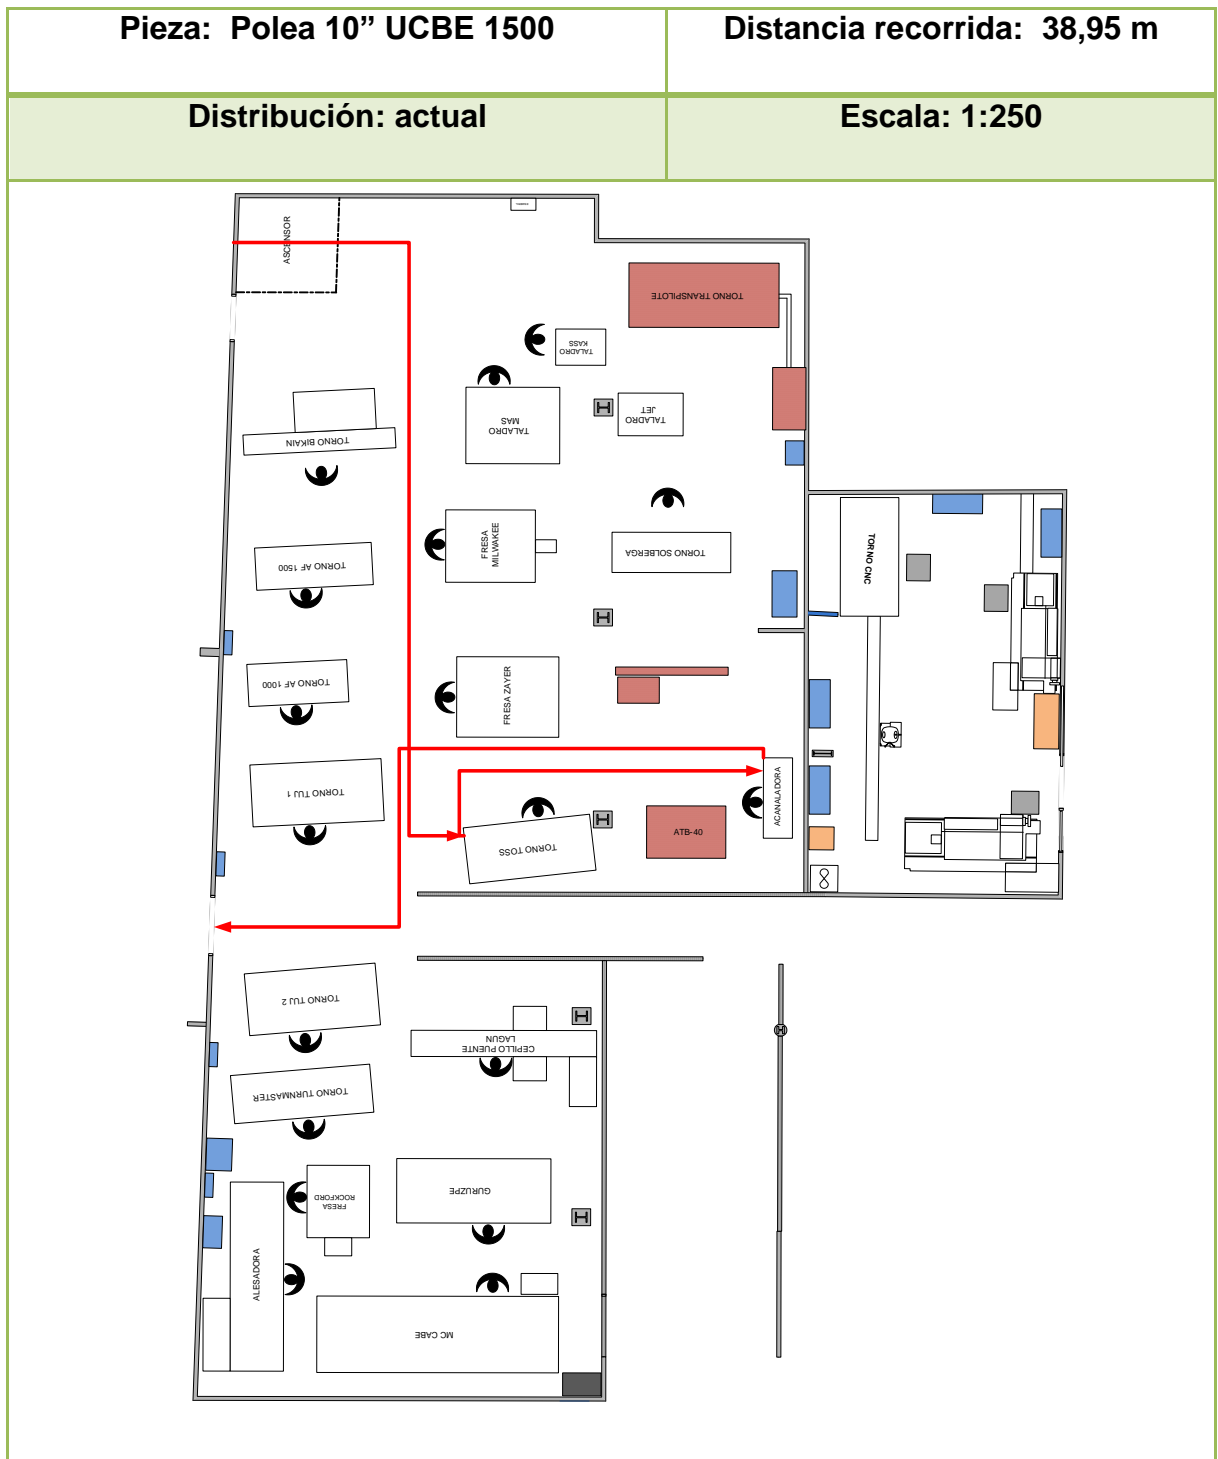 Pieza: Polea 10” UCBE 1500
Distancia recorrida: 38,95 m
Distribución: actual
Escala: 1:250
ASCENSOR
TORNO TRANSPILOTE
TALADRO
KASS
TALADRO
MAS
TALADRO
JET
TORNO BIKAIN
FRESA
MILWAKEE
TORNO SOLBERGA
TORNO CNC
TORNO AF 1500
TORNO AF 1000
FRESA ZAYER
TORNO TUJ 1
TORNO TOSS
ATB-40
ACANALADORA
TORNO TUJ 2
CEPILLO PUENTE
LAGUN
TORNO TURNMASTER
FRESA
ROCKFORD
GURUZPE
ALESADORA
MC CABE